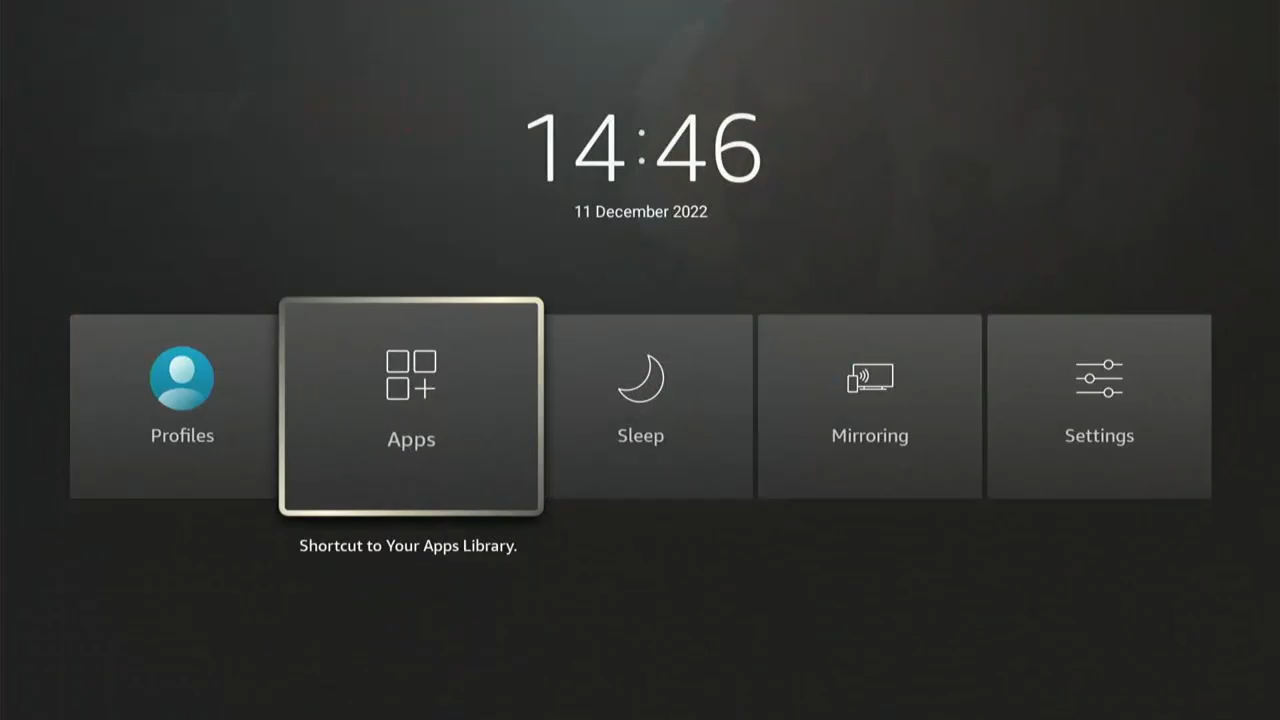 14:46
11 December 2022
Profiles
Apps
Sleep
Mirroring
Settings
Shortcut to Your Apps Library.